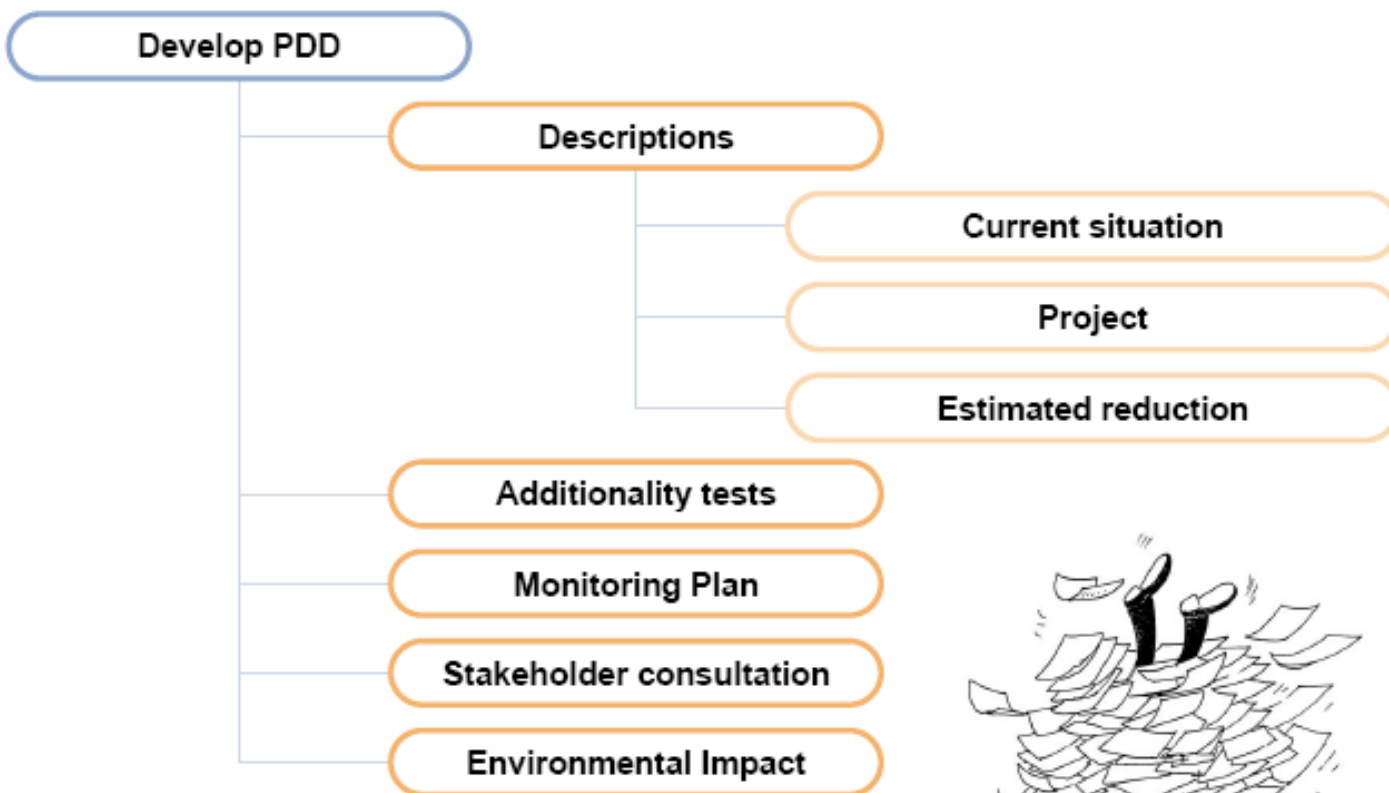 Develop PDD
Descriptions
Current situation
Project
Estimated reduction
Additionality tests
Monitoring Plan
Stakeholder consultation
Environmental Impact